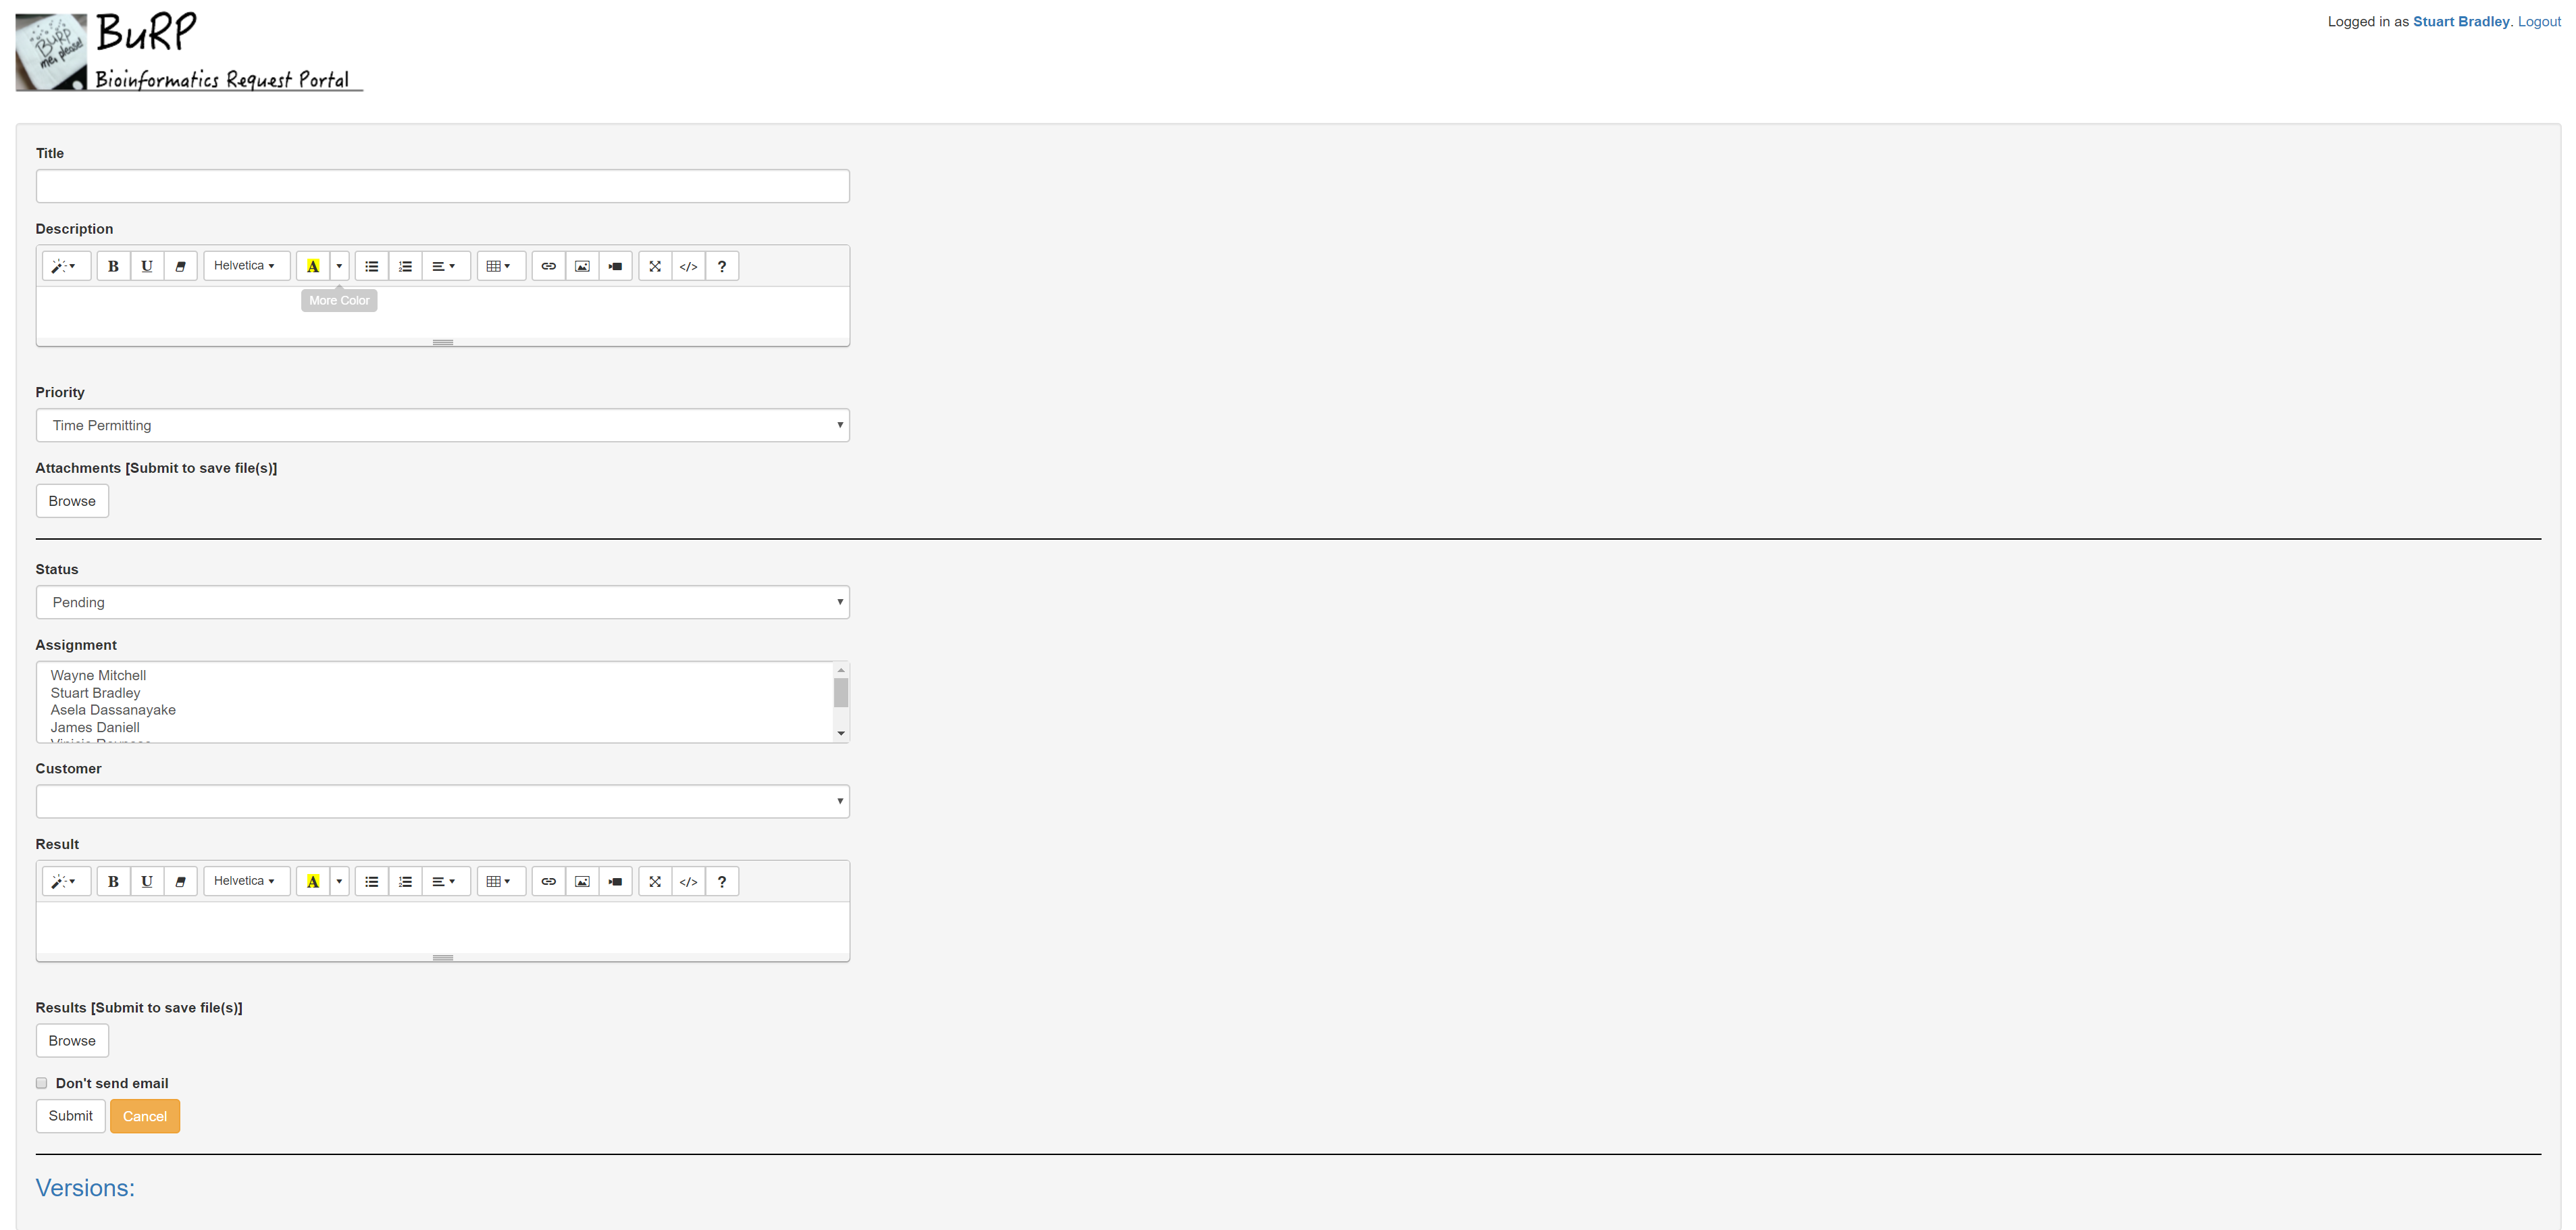 BuRP
me, please!
BuRP
Bioinformatics Request Portal
Logged in as Stuart Bradley. Logout
Title
Description
B U Helvetica A </> ?
More Color
Priority
Time Permitting
Attachments [Submit to save file(s)]
Browse
Status
Pending
Assignment
Wayne Mitchell
Stuart Bradley
Asela Dassanayake
James Daniell
Customer
Result
B U Helvetica A </> ?
Results [Submit to save file(s)]
Browse
Don't send email
Submit Cancel
Versions: